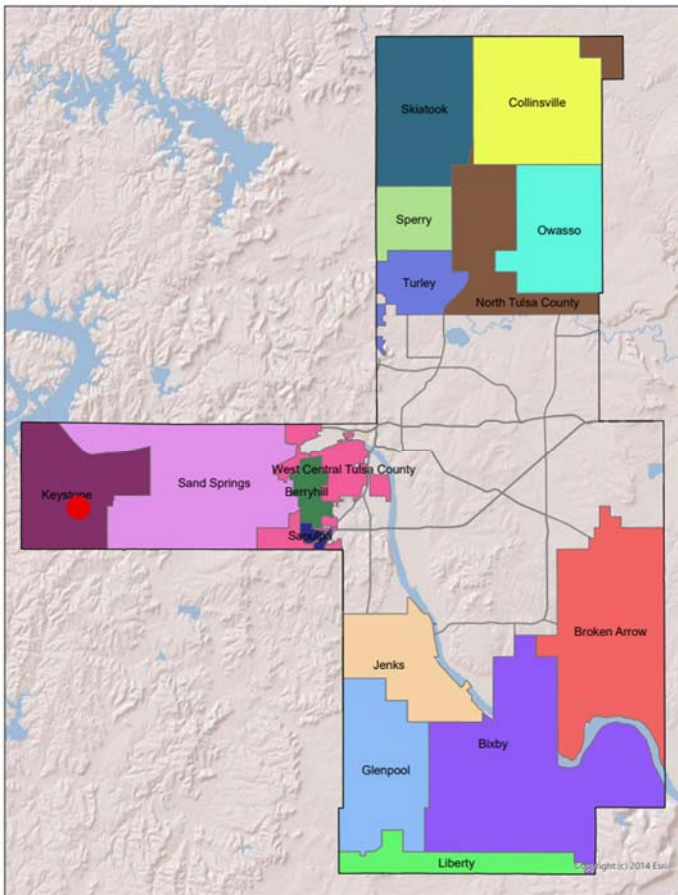 Skiatook
Collinsville
Sperry
Owasso
Turley
North Tulsa County
West Central Tulsa County
Sand Springs
Berryhill
Keystone
Sapulpa
Broken Arrow
Jenks
Bixby
Glenpool
Liberty
Copyright:(c) 2014 Esri